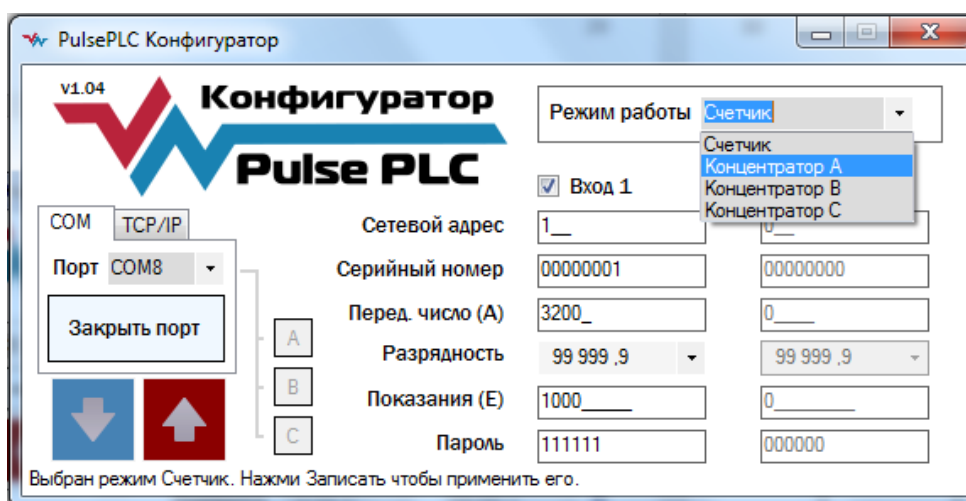 PulsePLC Конфигуратор
v1.04
Конфигуратор
Pulse PLC
Режим работы Счетчик
Счетчик
Концентратор A
Концентратор B
Концентратор C
Вход 1
COM TCP/IP
Порт COM8
Закрыть порт
A
B
C
Сетевой адрес 1__ 0__
Серийный номер 00000001 00000000
Перед. число (A) 3200_ 0____
Разрядность 99 999 ,9 99 999 ,9
Показания (E) 1000_____ 0________
Пароль 111111 000000
Выбран режим Счетчик. Нажми Записать чтобы применить его.